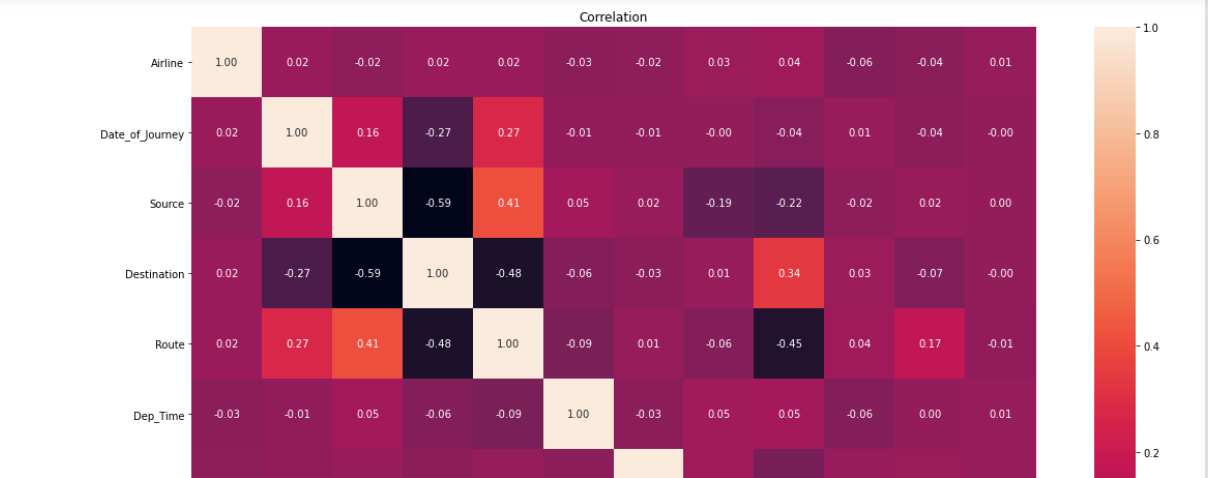 Correlation
Airline 1.00 0.02 -0.02 0.02 0.02 -0.03 -0.02 0.03 0.04 -0.06 -0.04 0.01
Date_of_Journey 0.02 1.00 0.16 -0.27 0.27 -0.01 -0.01 -0.00 -0.04 0.01 -0.04 -0.00
Source -0.02 0.16 1.00 -0.59 0.41 0.05 0.02 -0.19 -0.22 -0.02 0.02 0.00
Destination 0.02 -0.27 -0.59 1.00 -0.48 -0.06 -0.03 0.01 0.34 0.03 -0.07 -0.00
Route 0.02 0.27 0.41 -0.48 1.00 -0.09 0.01 -0.06 -0.45 0.04 0.17 -0.01
Dep_Time -0.03 -0.01 0.05 -0.06 -0.09 1.00 -0.03 0.05 0.05 -0.06 0.00 0.01
1.0
0.8
0.6
0.4
0.2